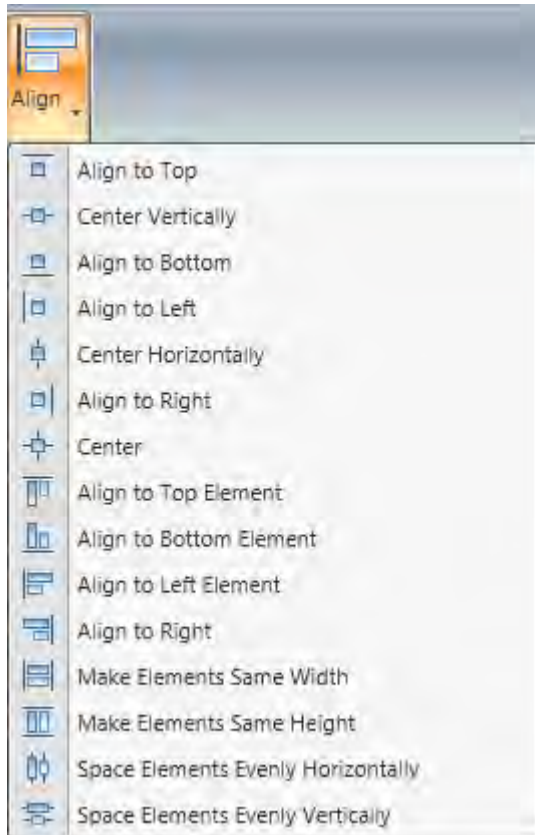 Align
Align to Top
Center Vertically
Align to Bottom
Align to Left
Center Horizontally
Align to Right
Center
Align to Top Element
Align to Bottom Element
Align to Left Element
Align to Right
Make Elements Same Width
Make Elements Same Height
Space Elements Evenly Horizontally
Space Elements Evenly Vertically